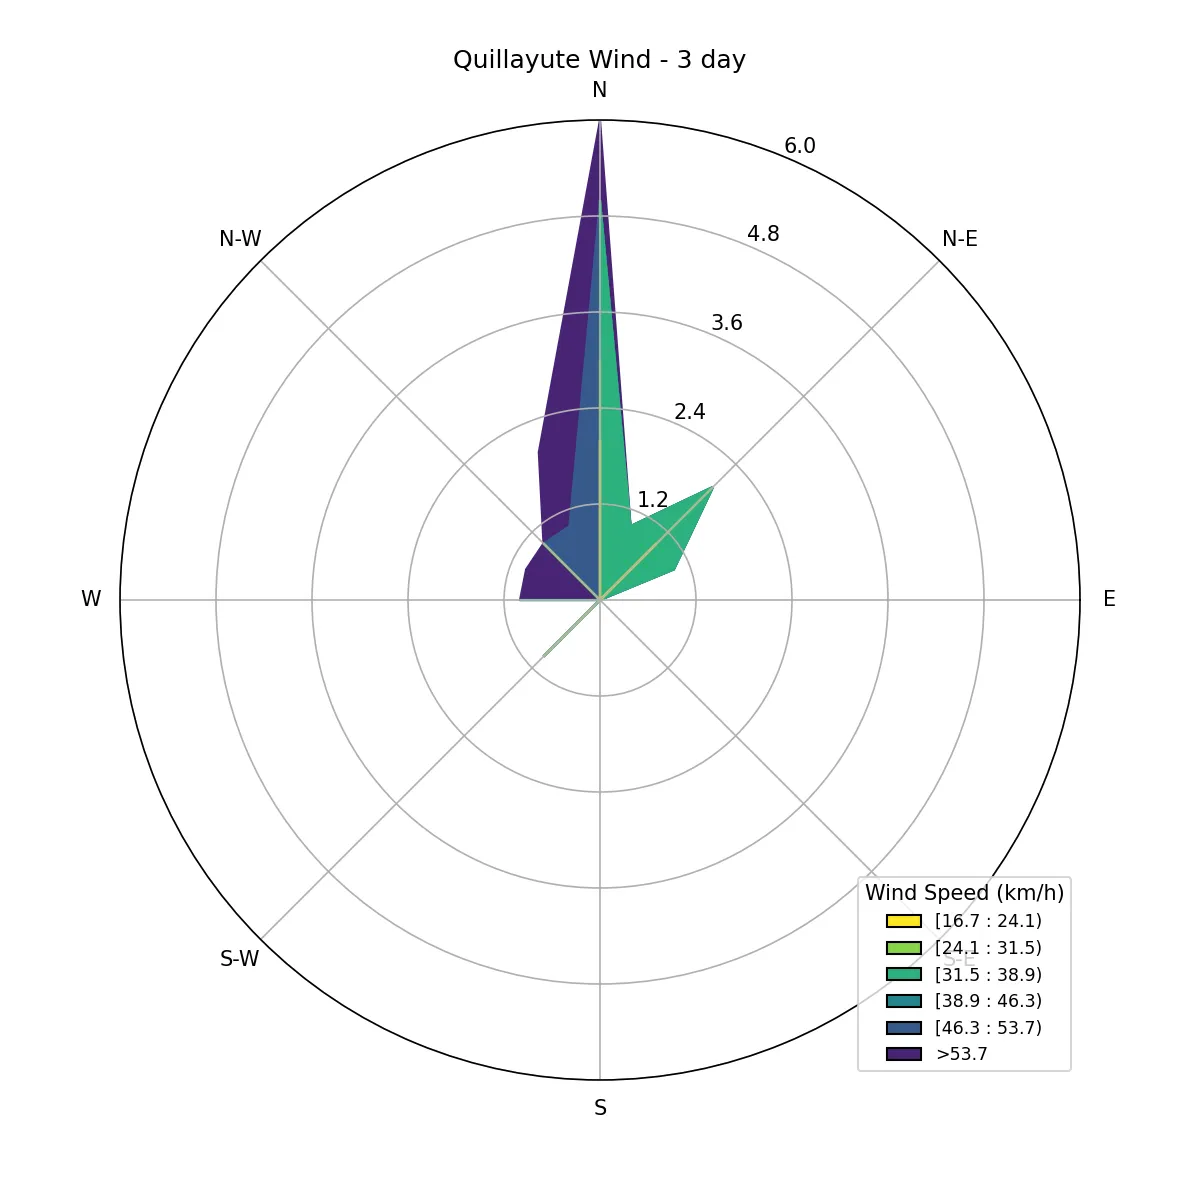 Quillayute Wind - 3 day
N
6.0
N-W
4.8
N-E
3.6
2.4
1.2
W
E
Wind Speed (km/h)
[16.7 : 24.1)
[24.1 : 31.5)
S-W
S-E
[31.5 : 38.9)
[38.9 : 46.3)
[46.3 : 53.7)
>53.7
S